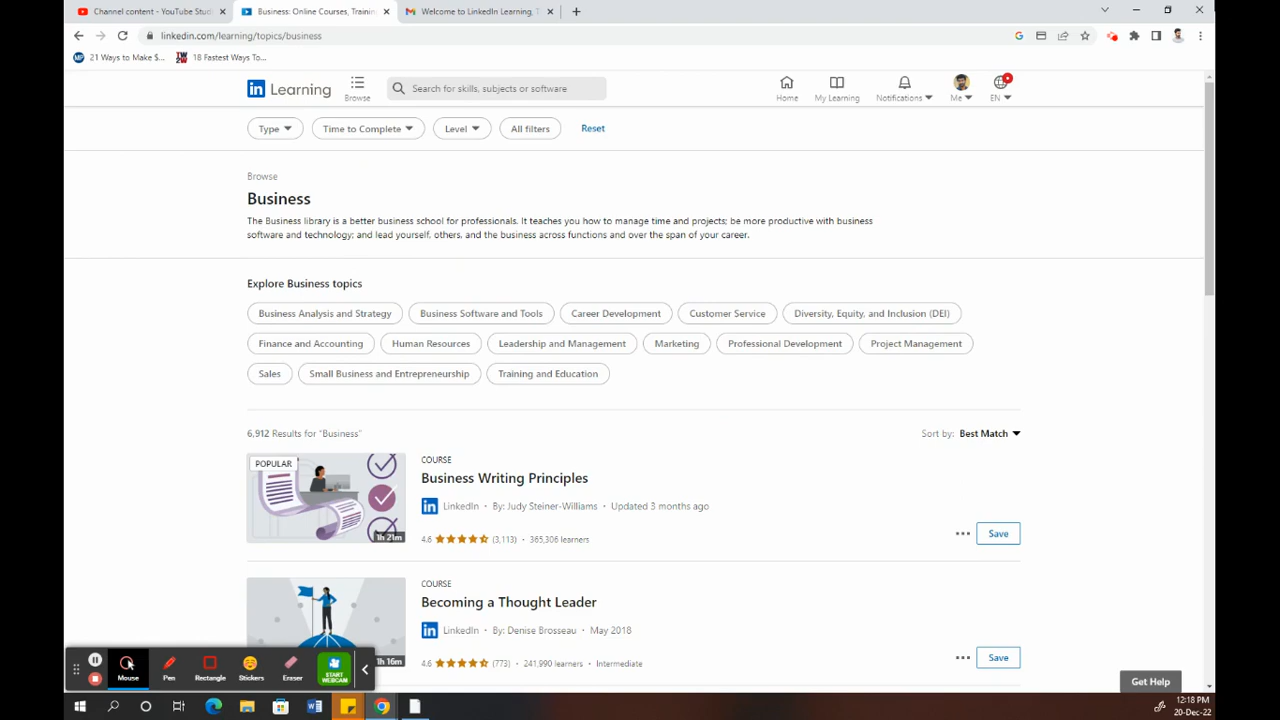 Channel content - YouTube Studi
Business: Online Courses, Trainin
Welcome to LinkedIn Learning, T
linkedin.com/learning/topics/business
21 Ways to Make $...
18 Fastest Ways To...
in Learning
Browse
Search for skills, subjects or software
Home
My Learning
Notifications
Me
EN
Type
Time to Complete
Level
All filters
Reset
Browse
Business
The Business library is a better business school for professionals. It teaches you how to manage time and projects; be more productive with business
software and technology; and lead yourself, others, and the business across functions and over the span of your career.
Explore Business topics
Business Analysis and Strategy
Business Software and Tools
Career Development
Customer Service
Diversity, Equity, and Inclusion (DEI)
Finance and Accounting
Human Resources
Leadership and Management
Marketing
Professional Development
Project Management
Sales
Small Business and Entrepreneurship
Training and Education
6,912 Results for "Business"
Sort by: Best Match
POPULAR
1h 21m
COURSE
Business Writing Principles
in LinkedIn • By: Judy Steiner-Williams • Updated 3 months ago
4.6 (3,113) • 365,306 learners
Save
COURSE
Becoming a Thought Leader
in LinkedIn • By: Denise Brosseau • May 2018
4.6 (773) • 241,990 learners • Intermediate
1h 16m
Save
Mouse
Pen
Rectangle
Stickers
Eraser
START
WEBCAM
Get Help
12:18 PM
20-Dec-22